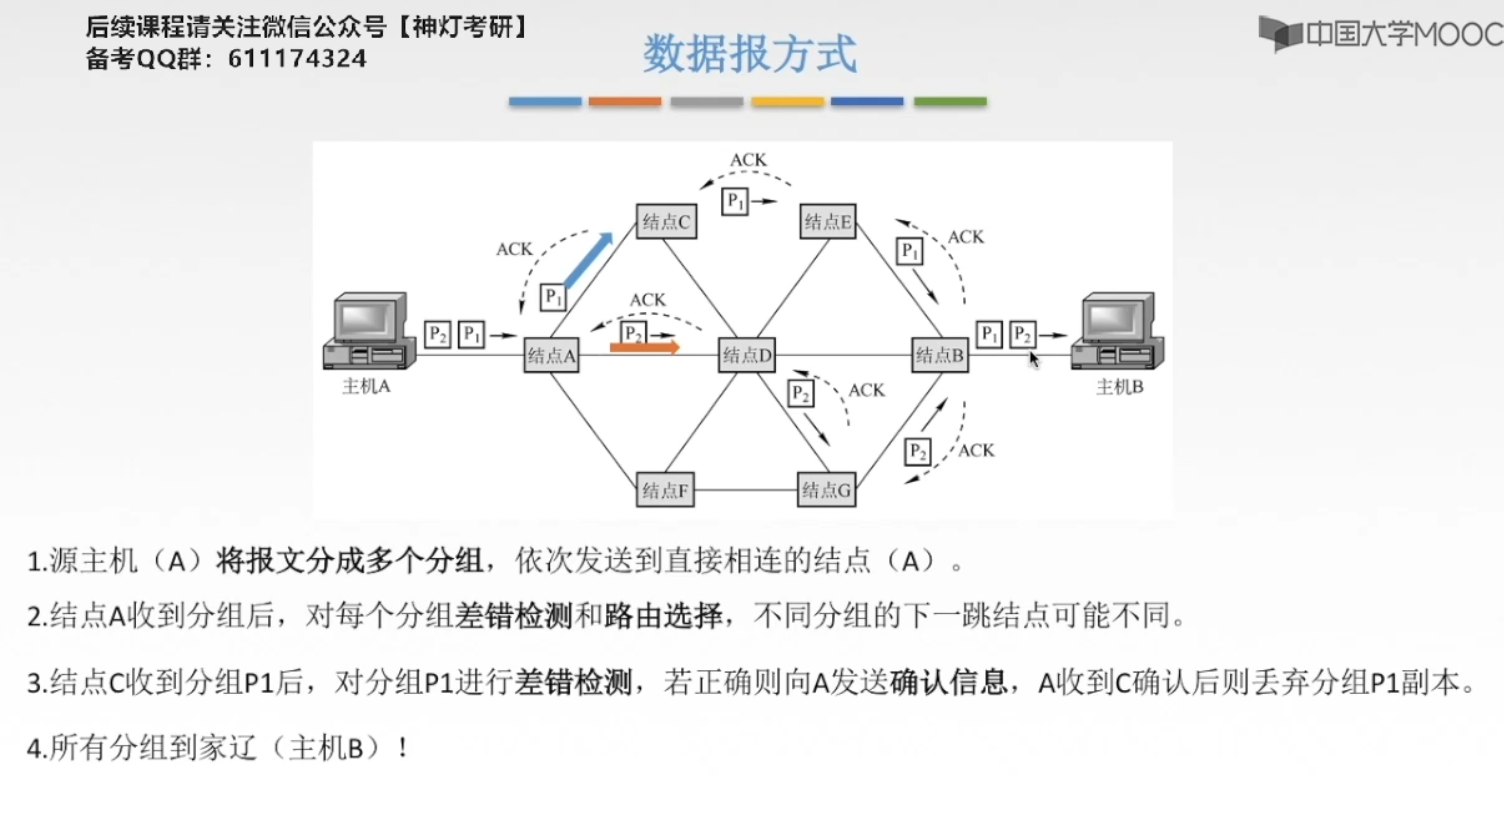 后续课程请关注微信公众号【神灯考研】
备考QQ群：611174324
中国大学MOOC
数据报方式
ACK
P1
结点C
结点E
ACK
P1
ACK
P1
ACK
P2
P2 P1
结点A
结点D
结点B
P1 P2
主机A
主机B
P2
ACK
P2
ACK
结点F
结点G
1.源主机（A）将报文分成多个分组，依次发送到直接相连的结点（A）。
2.结点A收到分组后，对每个分组差错检测和路由选择，不同分组的下一跳结点可能不同。
3.结点C收到分组P1后，对分组P1进行差错检测，若正确则向A发送确认信息，A收到C确认后则丢弃分组P1副本。
4.所有分组到家辽（主机B）！